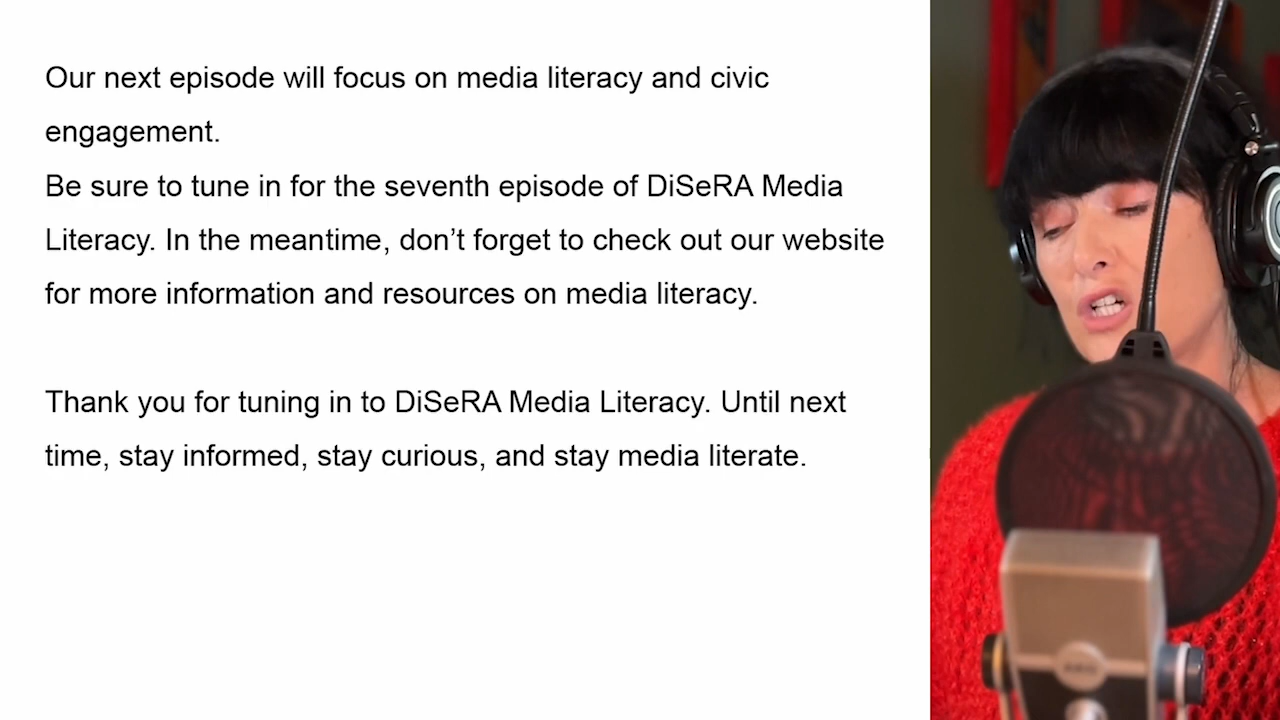 Our next episode will focus on media literacy and civic
engagement.
Be sure to tune in for the seventh episode of DiSeRA Media
Literacy. In the meantime, don’t forget to check out our website
for more information and resources on media literacy.
Thank you for tuning in to DiSeRA Media Literacy. Until next
time, stay informed, stay curious, and stay media literate.